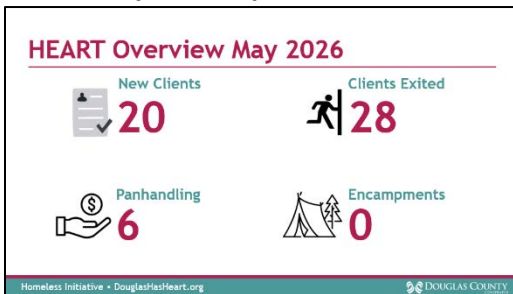 HEART Overview May 2026
New Clients
20
Clients Exited
28
Panhandling
6
Encampments
0
Homeless Initiative • DouglasHasHeart.org
DOUGLAS COUNTY